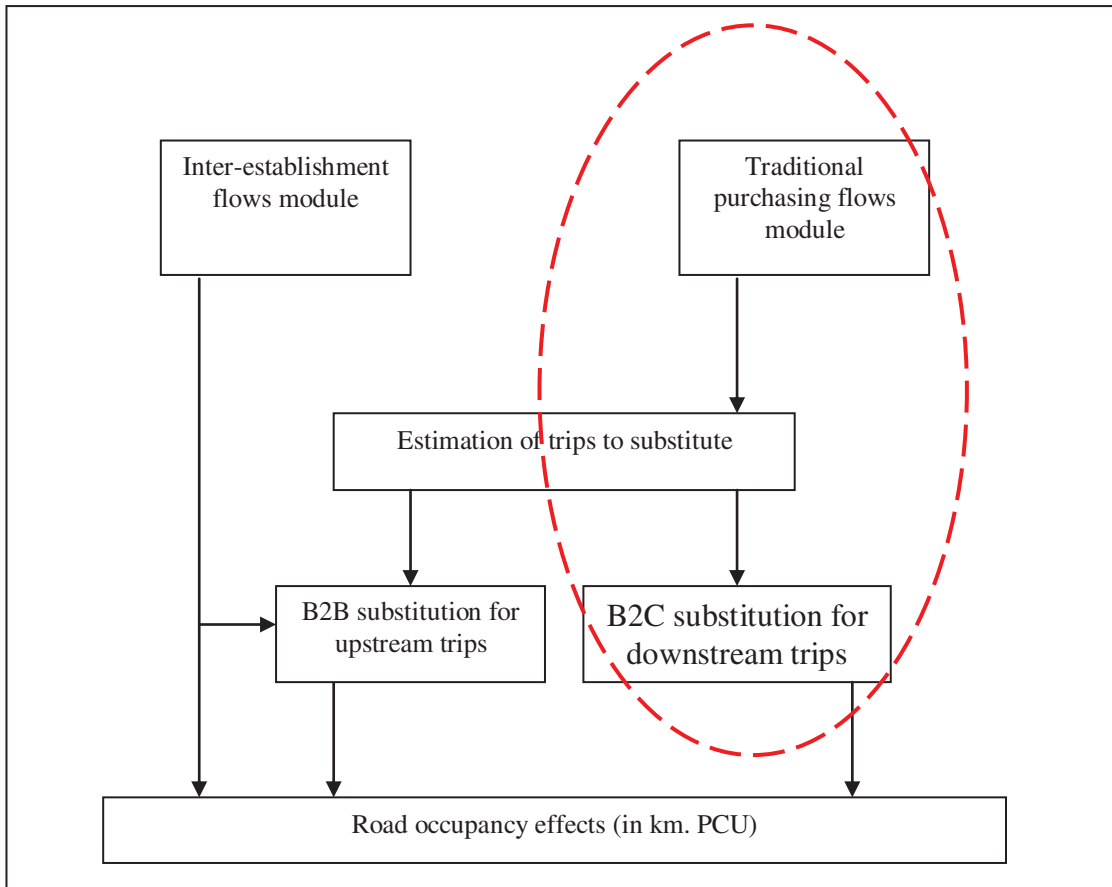 Inter-establishment
flows module
Traditional
purchasing flows
module
Estimation of trips to substitute
B2B substitution for
upstream trips
B2C substitution for
downstream trips
Road occupancy effects (in km. PCU)